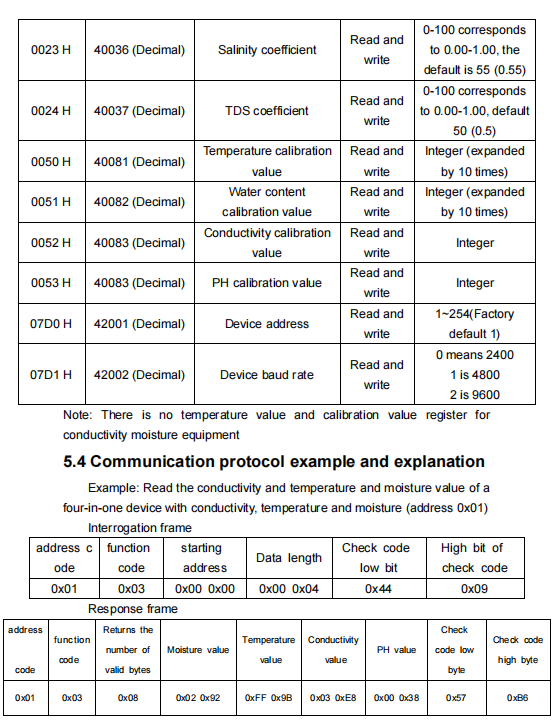 0023 H 40036 (Decimal) Salinity coefficient Read and write 0-100 corresponds to 0.00-1.00, the default is 55 (0.55)
0024 H 40037 (Decimal) TDS coefficient Read and write 0-100 corresponds to 0.00-1.00, default 50 (0.5)
0050 H 40081 (Decimal) Temperature calibration value Read and write Integer (expanded by 10 times)
0051 H 40082 (Decimal) Water content calibration value Read and write Integer (expanded by 10 times)
0052 H 40083 (Decimal) Conductivity calibration value Read and write Integer
0053 H 40083 (Decimal) PH calibration value Read and write Integer
07D0 H 42001 (Decimal) Device address Read and write 1~254(Factory default 1)
07D1 H 42002 (Decimal) Device baud rate Read and write 0 means 2400 1 is 4800 2 is 9600
Note: There is no temperature value and calibration value register for
conductivity moisture equipment
5.4 Communication protocol example and explanation
Example: Read the conductivity and temperature and moisture value of a
four-in-one device with conductivity, temperature and moisture (address 0x01)
Interrogation frame
address c ode function code starting address Data length Check code low bit High bit of check code
0x01 0x03 0x00 0x00 0x00 0x04 0x44 0x09
Response frame
address code function code Returns the number of valid bytes Moisture value Temperature value Conductivity value PH value Check code low byte Check code high byte
0x01 0x03 0x08 0x02 0x92 0xFF 0x9B 0x03 0xE8 0x00 0x38 0x57 0xB6